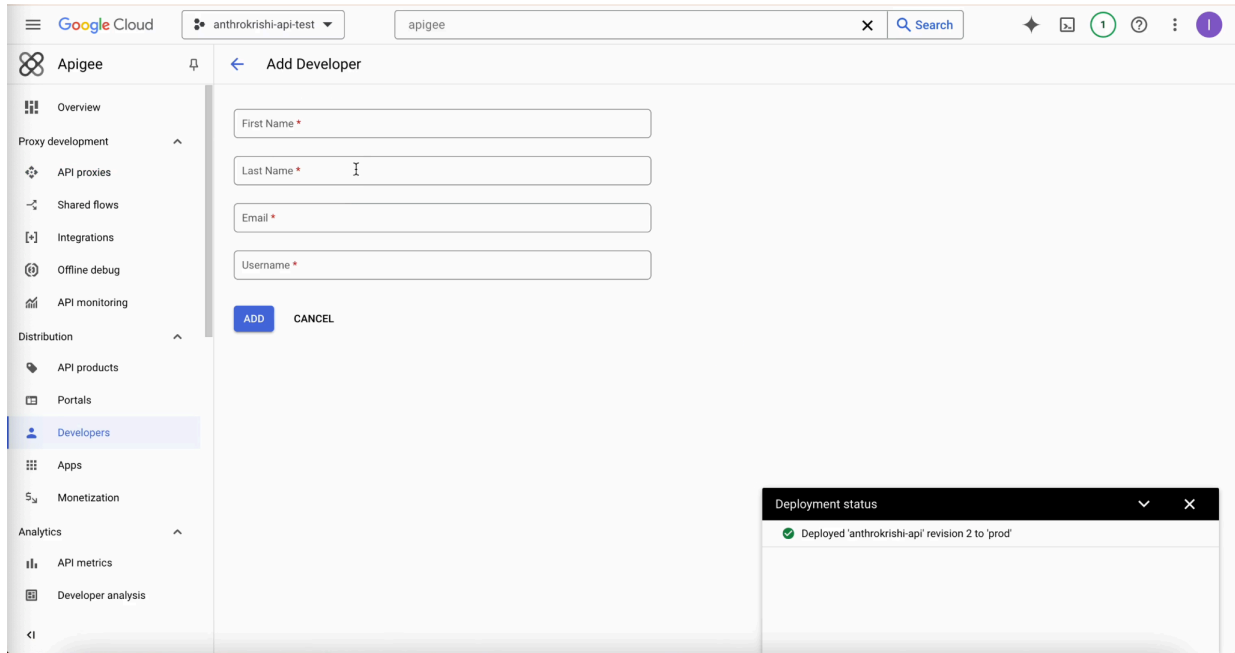 Google Cloud
anthrokrishi-api-test
apigee
Search
1
I
Apigee
Add Developer
Overview
Proxy development
API proxies
Shared flows
Integrations
Offline debug
API monitoring
Distribution
API products
Portals
Developers
Apps
Monetization
Analytics
API metrics
Developer analysis
First Name *
Last Name *
Email *
Username *
ADD
CANCEL
Deployment status
Deployed 'anthrokrishi-api' revision 2 to 'prod'